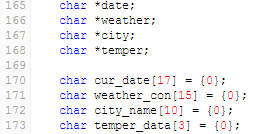 165 char *date;
166 char *weather;
167 char *city;
168 char *temper;
169
170 char cur_date[17] = {0};
171 char weather_con[15] = {0};
172 char city_name[10] = {0};
173 char temper_data[3] = {0};